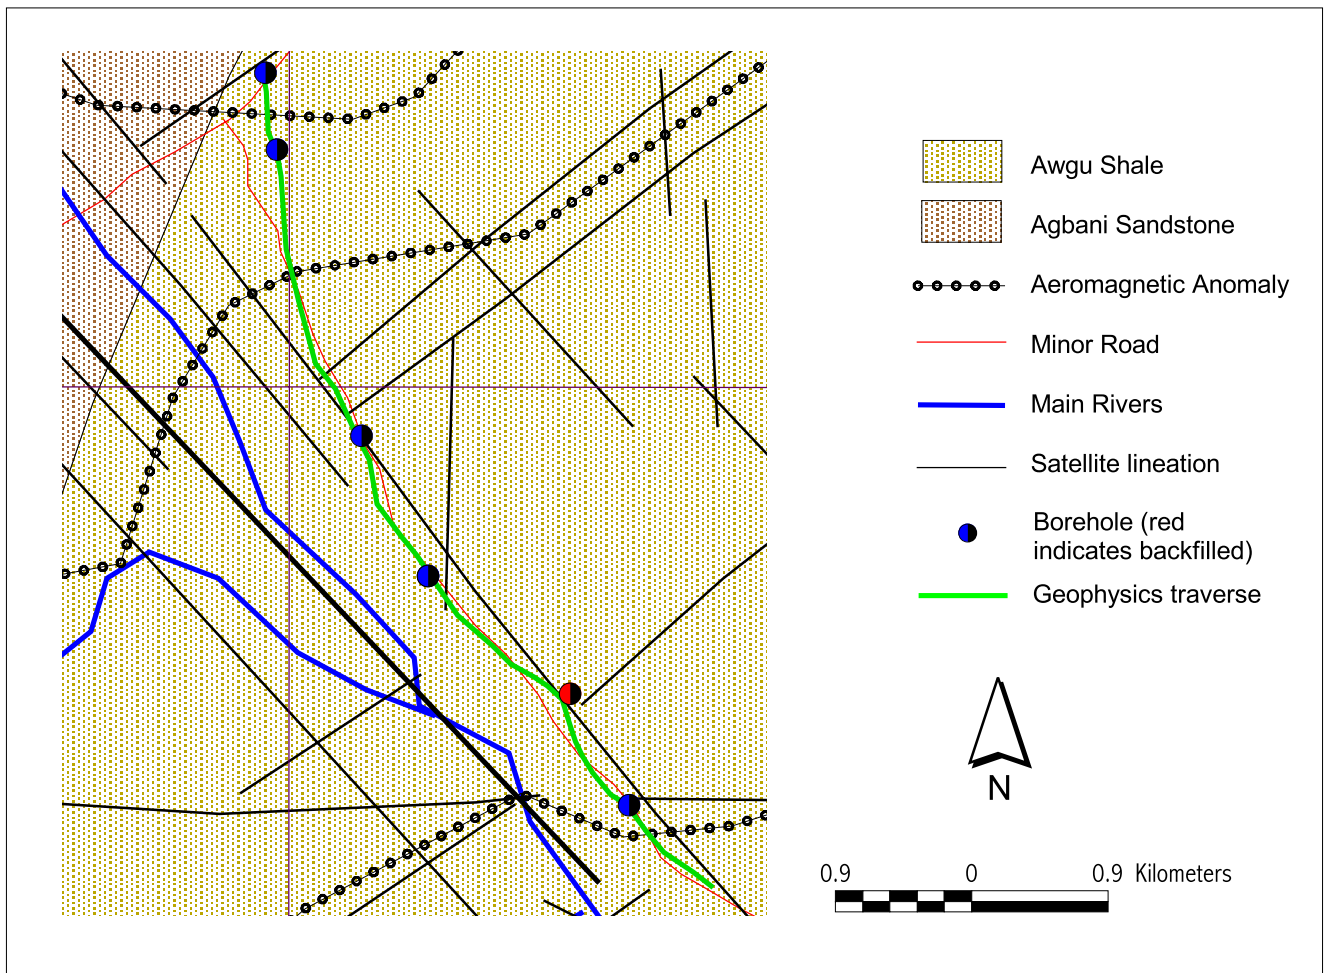 Awgu Shale
Agbani Sandstone
Aeromagnetic Anomaly
Minor Road
Main Rivers
Satellite lineation
Borehole (red
indicates backfilled)
Geophysics traverse
N
0.9 0 0.9 Kilometers